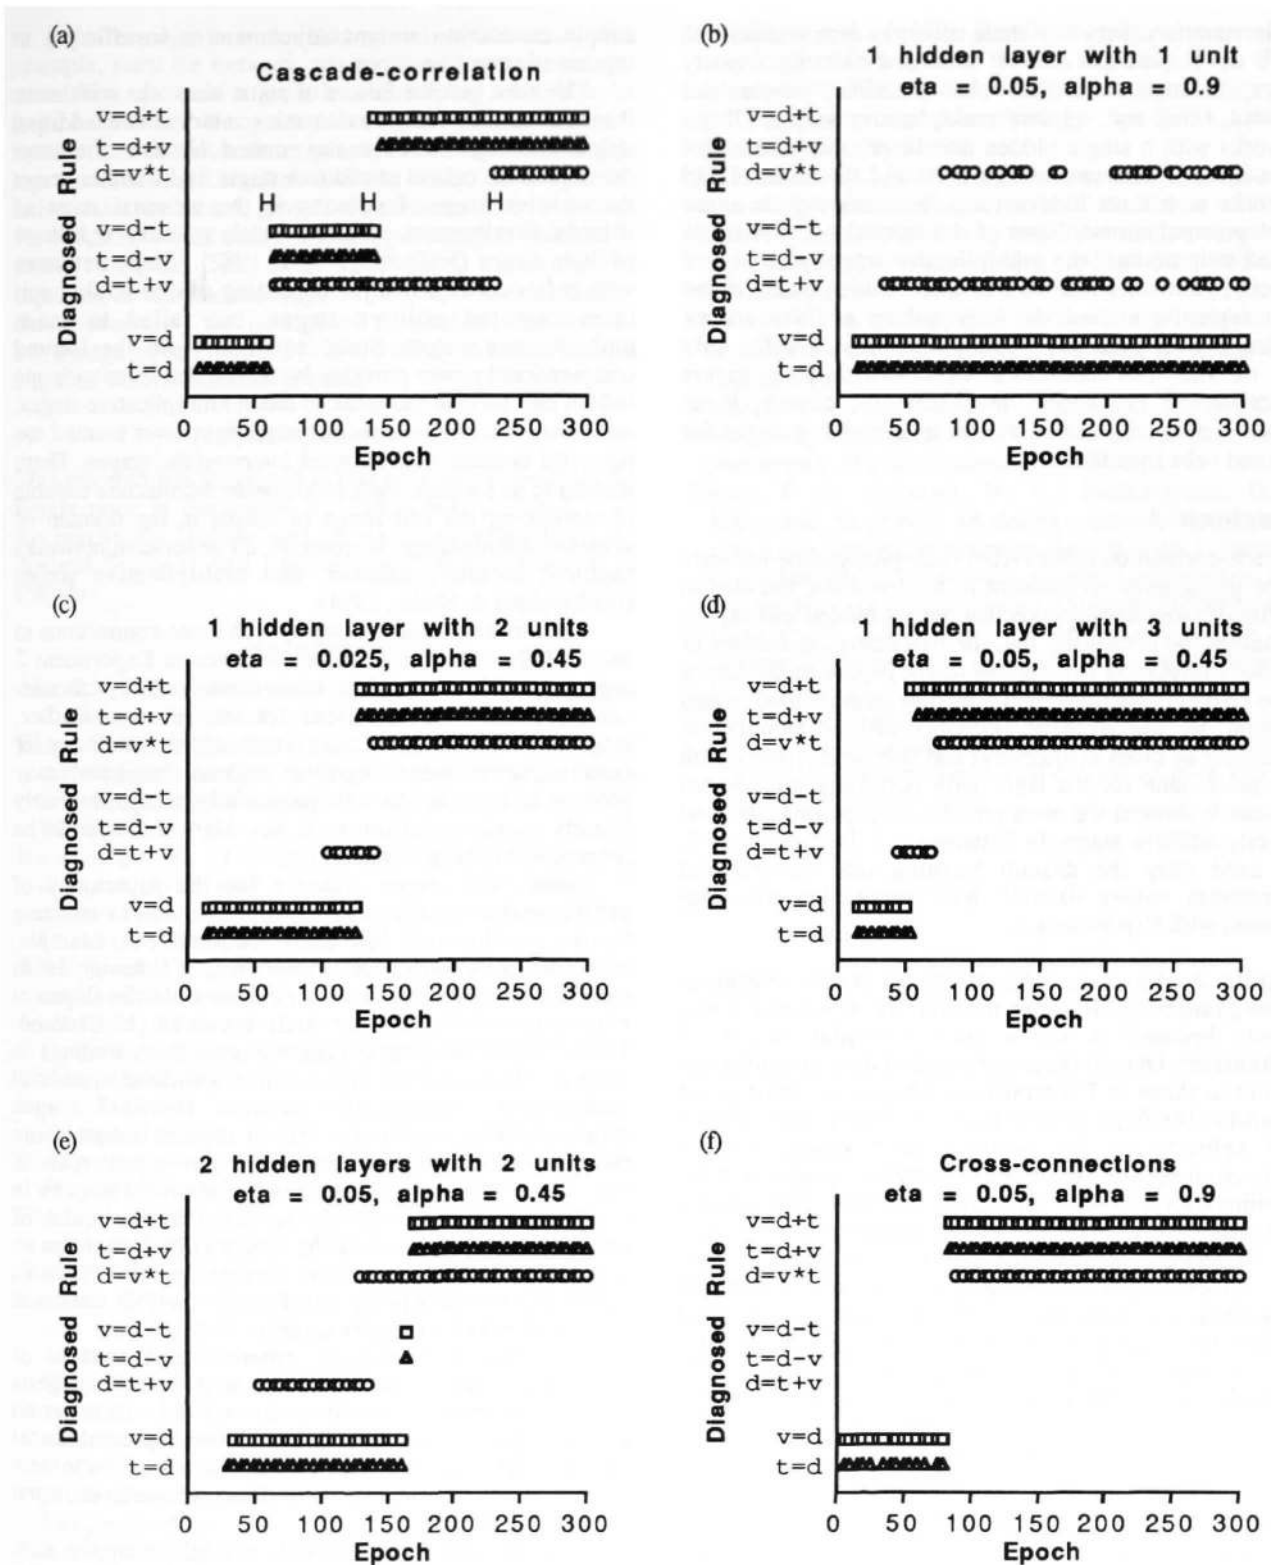 (a)
Cascade-correlation
Diagnosed Rule
v=d÷t
t=d÷v
d=v*t
H H H
v=d-t
t=d-v
d=t+v
v=d
t=d
0 50 100 150 200 250 300
Epoch
(b)
1 hidden layer with 1 unit
eta = 0.05, alpha = 0.9
Diagnosed Rule
v=d÷t
t=d÷v
d=v*t
v=d-t
t=d-v
d=t+v
v=d
t=d
0 50 100 150 200 250 300
Epoch
(c)
1 hidden layer with 2 units
eta = 0.025, alpha = 0.45
Diagnosed Rule
v=d÷t
t=d÷v
d=v*t
v=d-t
t=d-v
d=t+v
v=d
t=d
0 50 100 150 200 250 300
Epoch
(d)
1 hidden layer with 3 units
eta = 0.05, alpha = 0.45
Diagnosed Rule
v=d÷t
t=d÷v
d=v*t
v=d-t
t=d-v
d=t+v
v=d
t=d
0 50 100 150 200 250 300
Epoch
(e)
2 hidden layers with 2 units
eta = 0.05, alpha = 0.45
Diagnosed Rule
v=d÷t
t=d÷v
d=v*t
v=d-t
t=d-v
d=t+v
v=d
t=d
0 50 100 150 200 250 300
Epoch
(f)
Cross-connections
eta = 0.05, alpha = 0.9
Diagnosed Rule
v=d÷t
t=d÷v
d=v*t
v=d-t
t=d-v
d=t+v
v=d
t=d
0 50 100 150 200 250 300
Epoch